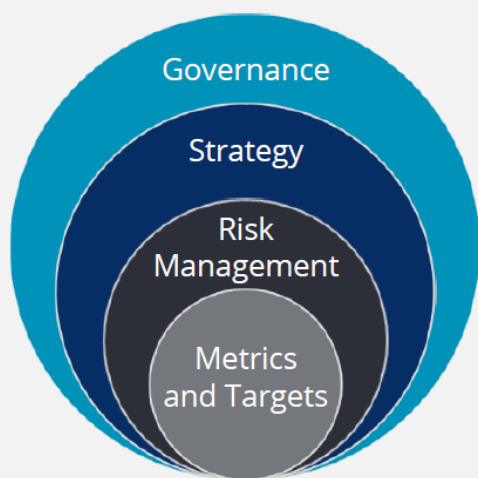 Governance
Strategy
Risk
Management
Metrics
and Targets